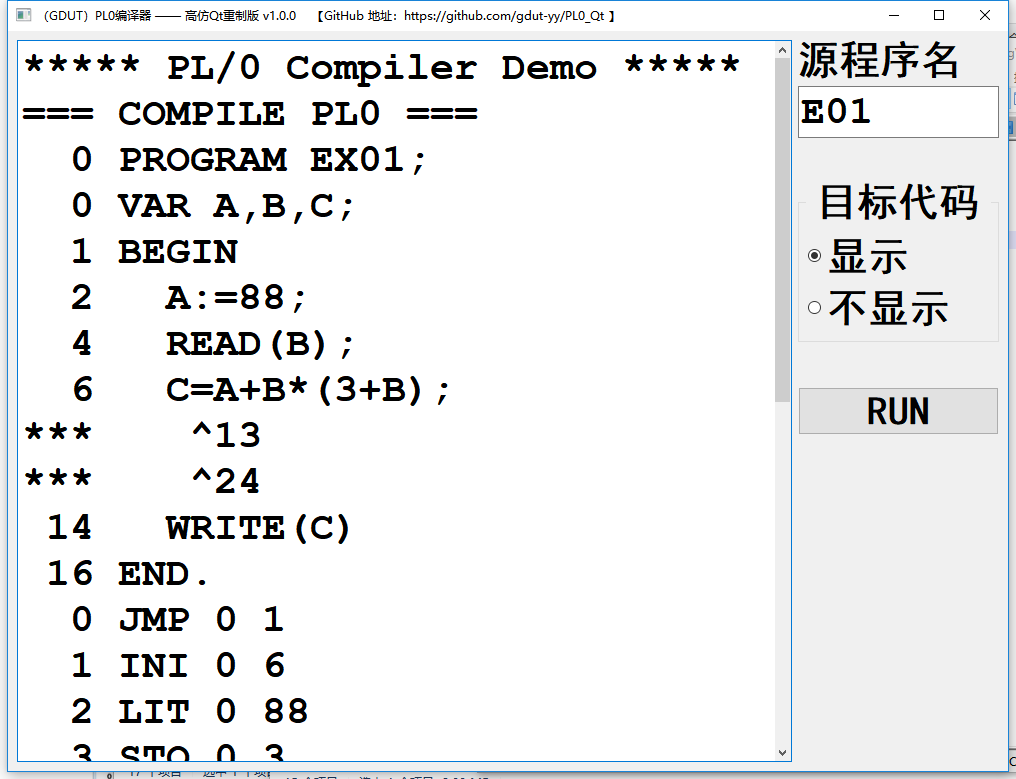 （GDUT）PL0编译器 —— 高仿Qt重制版 v1.0.0 【GitHub 地址：https://github.com/gdut-yy/PL0_Qt 】
***** PL/0 Compiler Demo *****
=== COMPILE PL0 ===
0 PROGRAM EX01;
0 VAR A,B,C;
1 BEGIN
2 A:=88;
4 READ(B);
6 C=A+B*(3+B);
*** ^13
*** ^24
14 WRITE(C)
16 END.
0 JMP 0 1
1 INI 0 6
2 LIT 0 88
3 STO 0 3
源程序名
E01
目标代码
显示
不显示
RUN